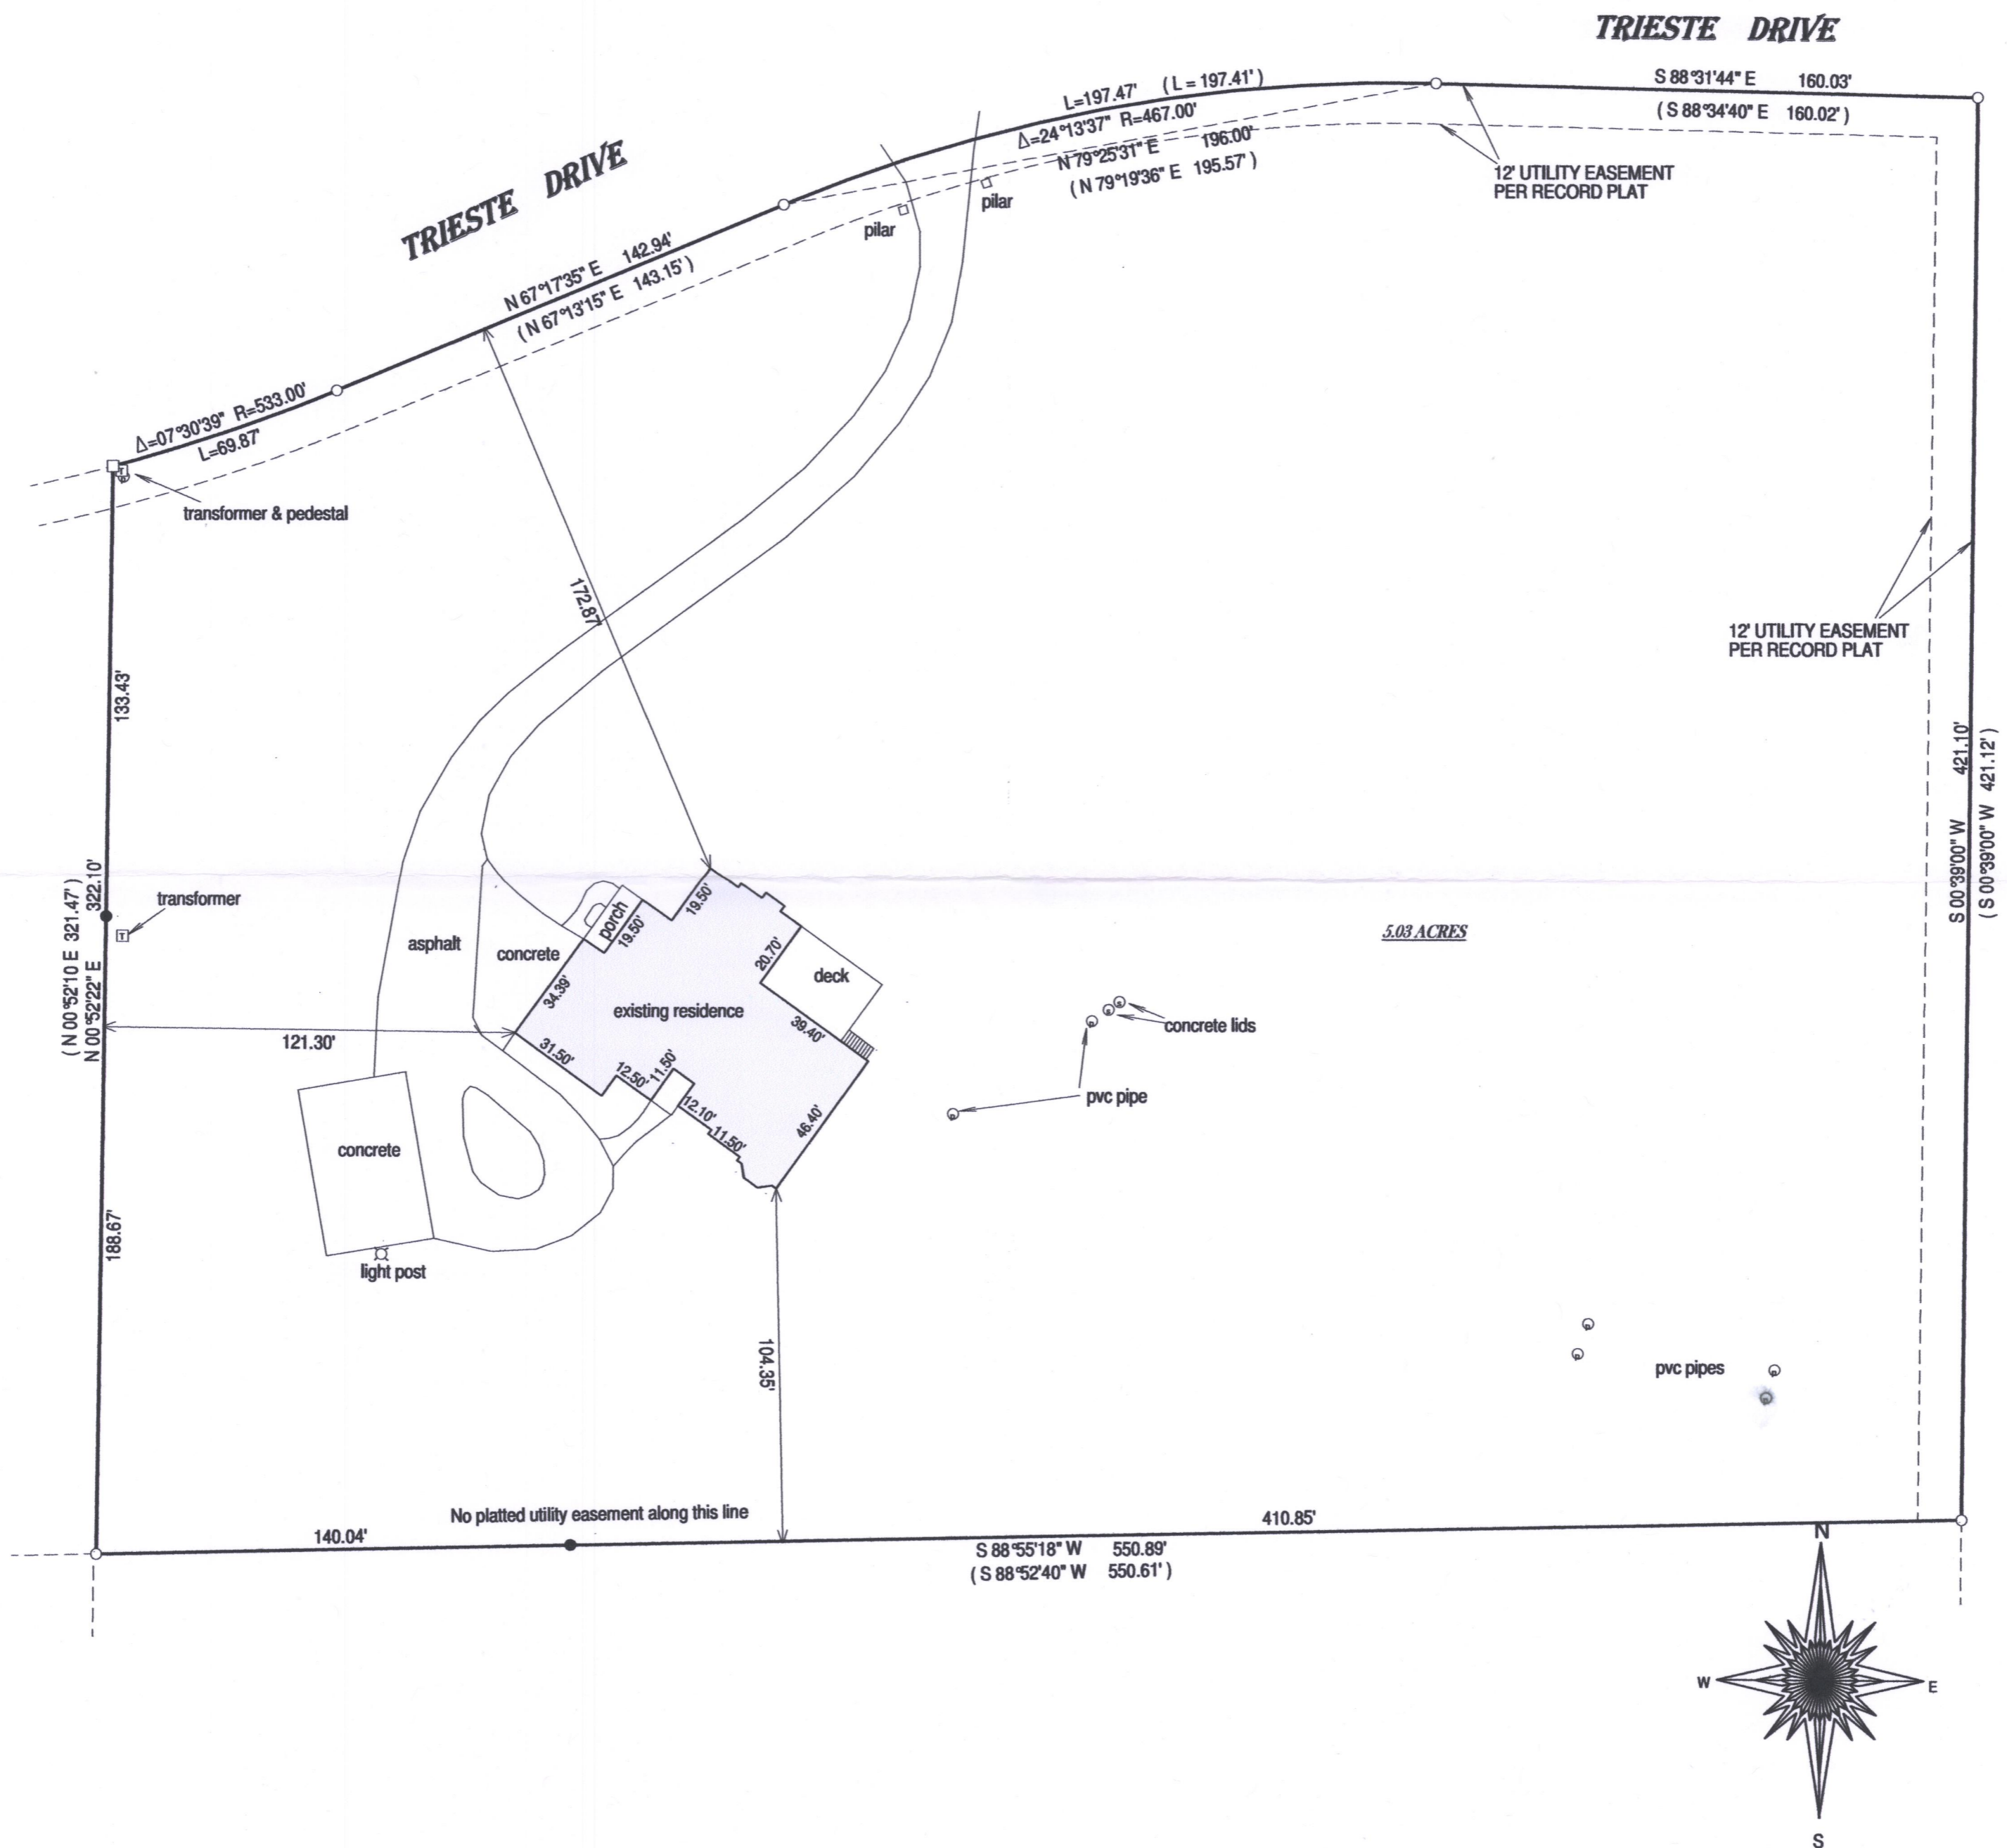 TRIESTE DRIVE
S 88°31'44" E 160.03'
( S 88°34'40" E 160.02' )
L=197.47' ( L = 197.41' )
Δ=24°13'37" R=467.00'
N 79°25'31" E 196.00'
( N 79°19'36" E 195.57' )
12' UTILITY EASEMENT
PER RECORD PLAT
pilar
pilar
TRIESTE DRIVE
N 67°17'35" E 142.94'
( N 67°13'15" E 143.15' )
Δ=07°30'39" R=533.00'
L=69.87'
T
transformer & pedestal
172.87'
12' UTILITY EASEMENT
PER RECORD PLAT
133.43'
421.10'
S 00°39'00" W
( S 00°39'00" W 421.12' )
( N 00°52'10 E 321.47' )
N 00°52'22" E 322.10'
transformer
T
asphalt
concrete
porch
19.50'
19.50'
34.39'
existing residence
20.70'
deck
39.40'
5.03 ACRES
concrete lids
pvc pipe
121.30'
31.50'
12.50'
11.50'
12.10'
11.50'
46.40'
concrete
188.67'
light post
104.35'
pvc pipes
No platted utility easement along this line
140.04'
410.85'
S 88°55'18" W 550.89'
( S 88°52'40" W 550.61' )
N
W
E
S